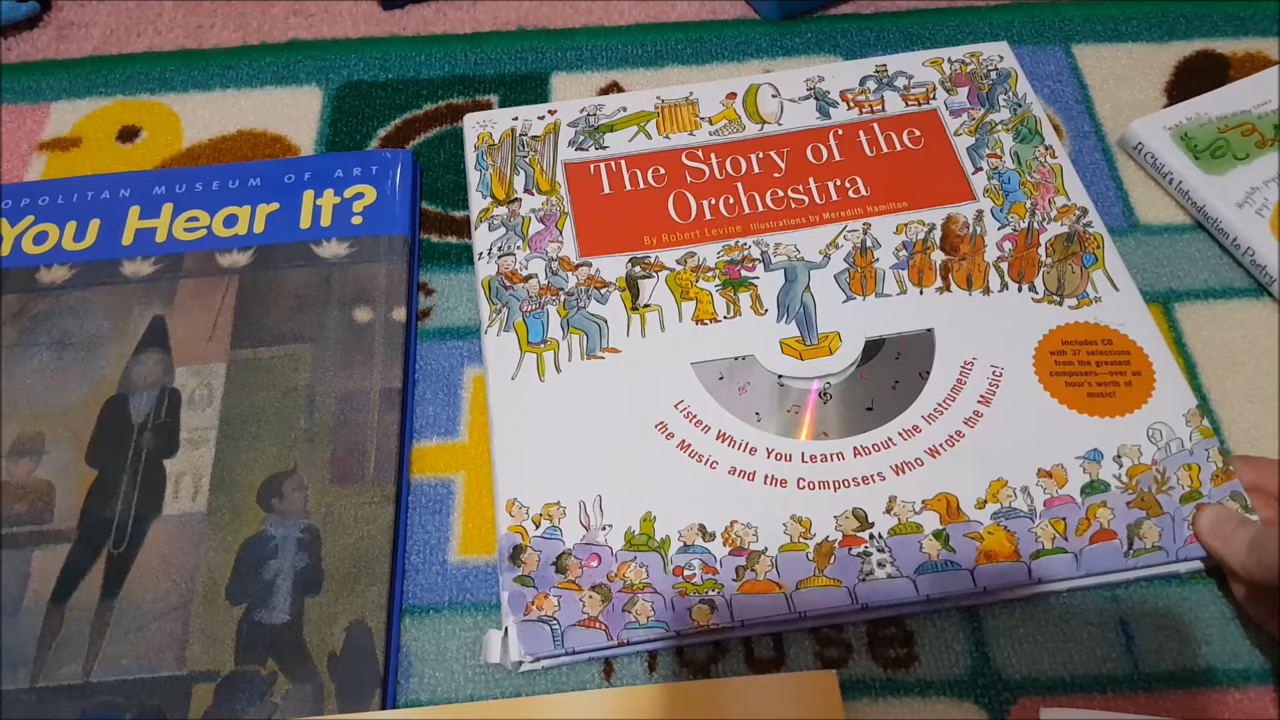 OPOLITAN MUSEUM OF ART
You Hear It?
The Story of the
Orchestra
By Robert Levine Illustrations by Meredith Hamilton
Includes CD
with 37 selections
from the greatest
composers—over an
hour's worth of
music!
Listen While You Learn About the Instruments,
the Music and the Composers Who Wrote the Music!
zzzzz
A Child's Introduction to Poetry
ouse